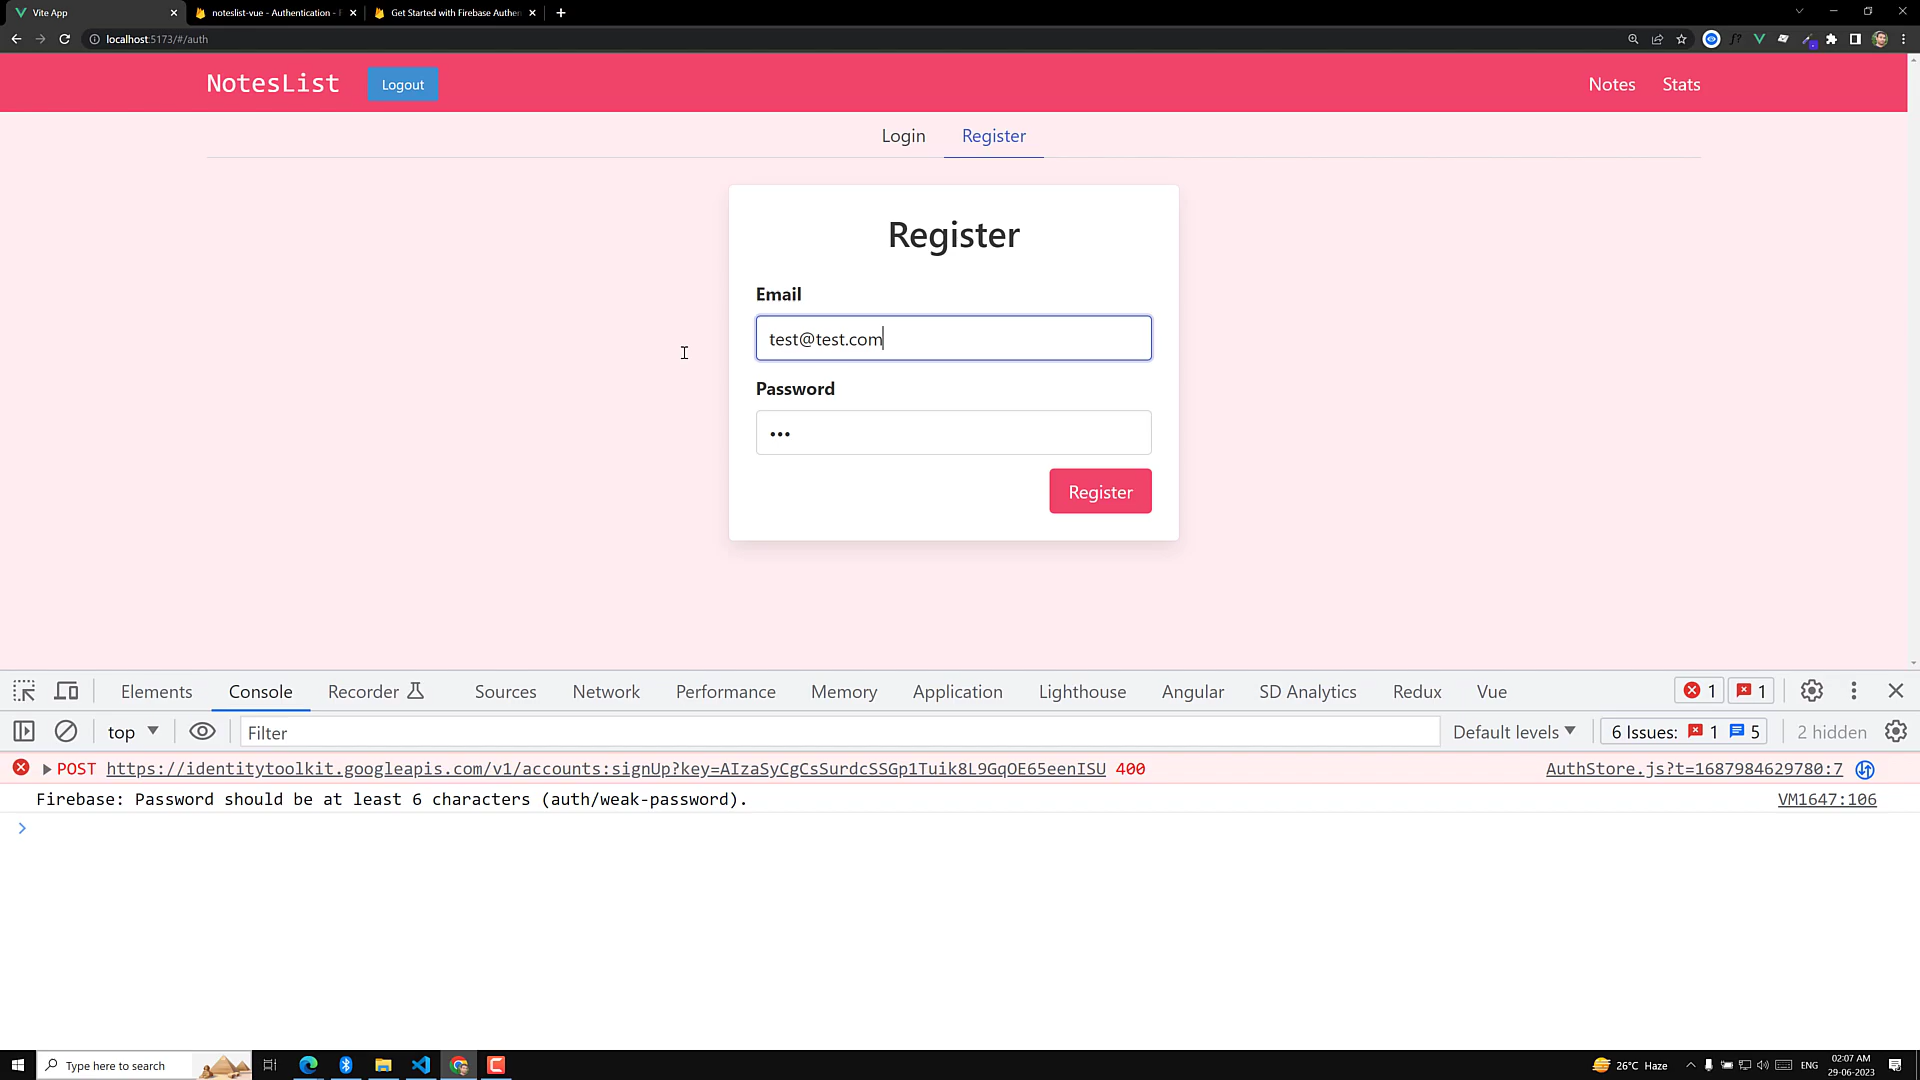 Vite App
noteslist-vue - Authentication -
Get Started with Firebase Authen
localhost:5173/#/auth
NotesList
Logout
Notes
Stats
Login
Register
Register
Email
test@test.com
Password
•••
Register
Elements
Console
Recorder
Sources
Network
Performance
Memory
Application
Lighthouse
Angular
SD Analytics
Redux
Vue
1
1
top
Filter
Default levels
6 Issues: 1 5
2 hidden
POST https://identitytoolkit.googleapis.com/v1/accounts:signUp?key=AIzaSyCgCsSurdcSSGp1Tuik8L9GqOE65eenISU 400
AuthStore.js?t=1687984629780:7
Firebase: Password should be at least 6 characters (auth/weak-password).
VM1647:106
Type here to search
26°C Haze
ENG
02:07 AM
29-06-2023